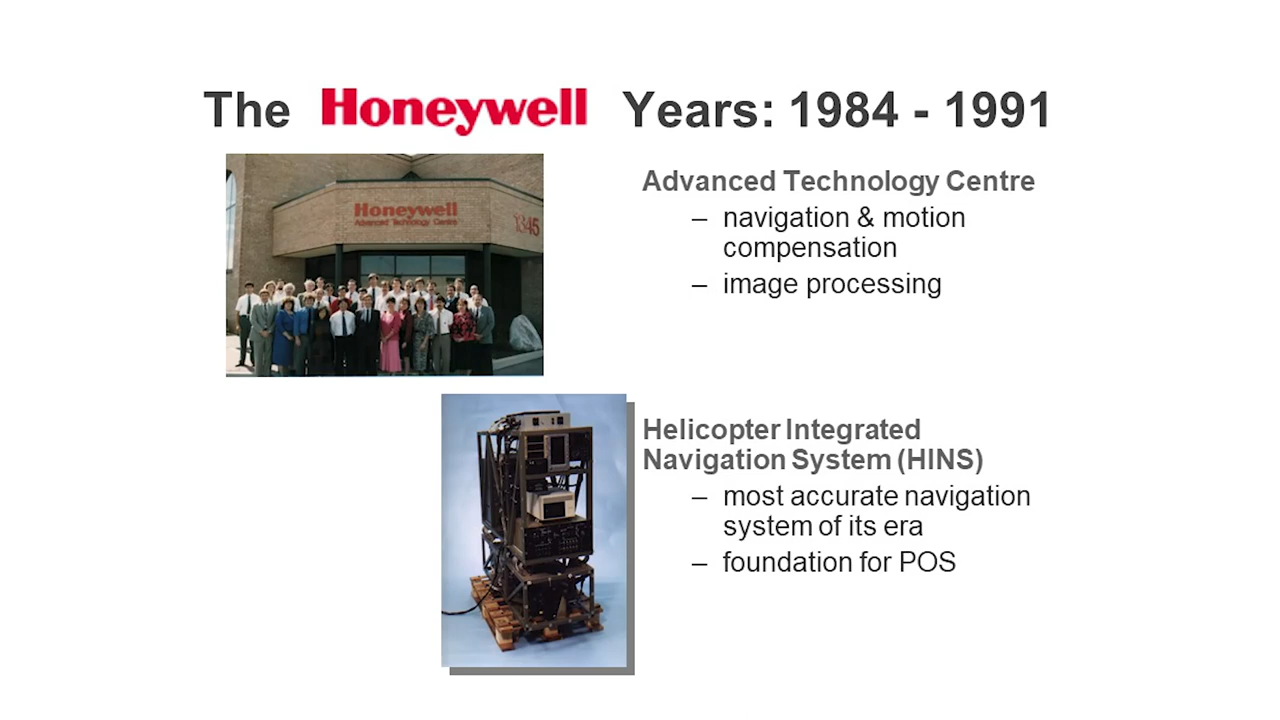 The Honeywell Years: 1984 - 1991
Honeywell
Advanced Technology Centre
1345
Advanced Technology Centre
– navigation & motion
compensation
– image processing
Helicopter Integrated
Navigation System (HINS)
– most accurate navigation
system of its era
– foundation for POS